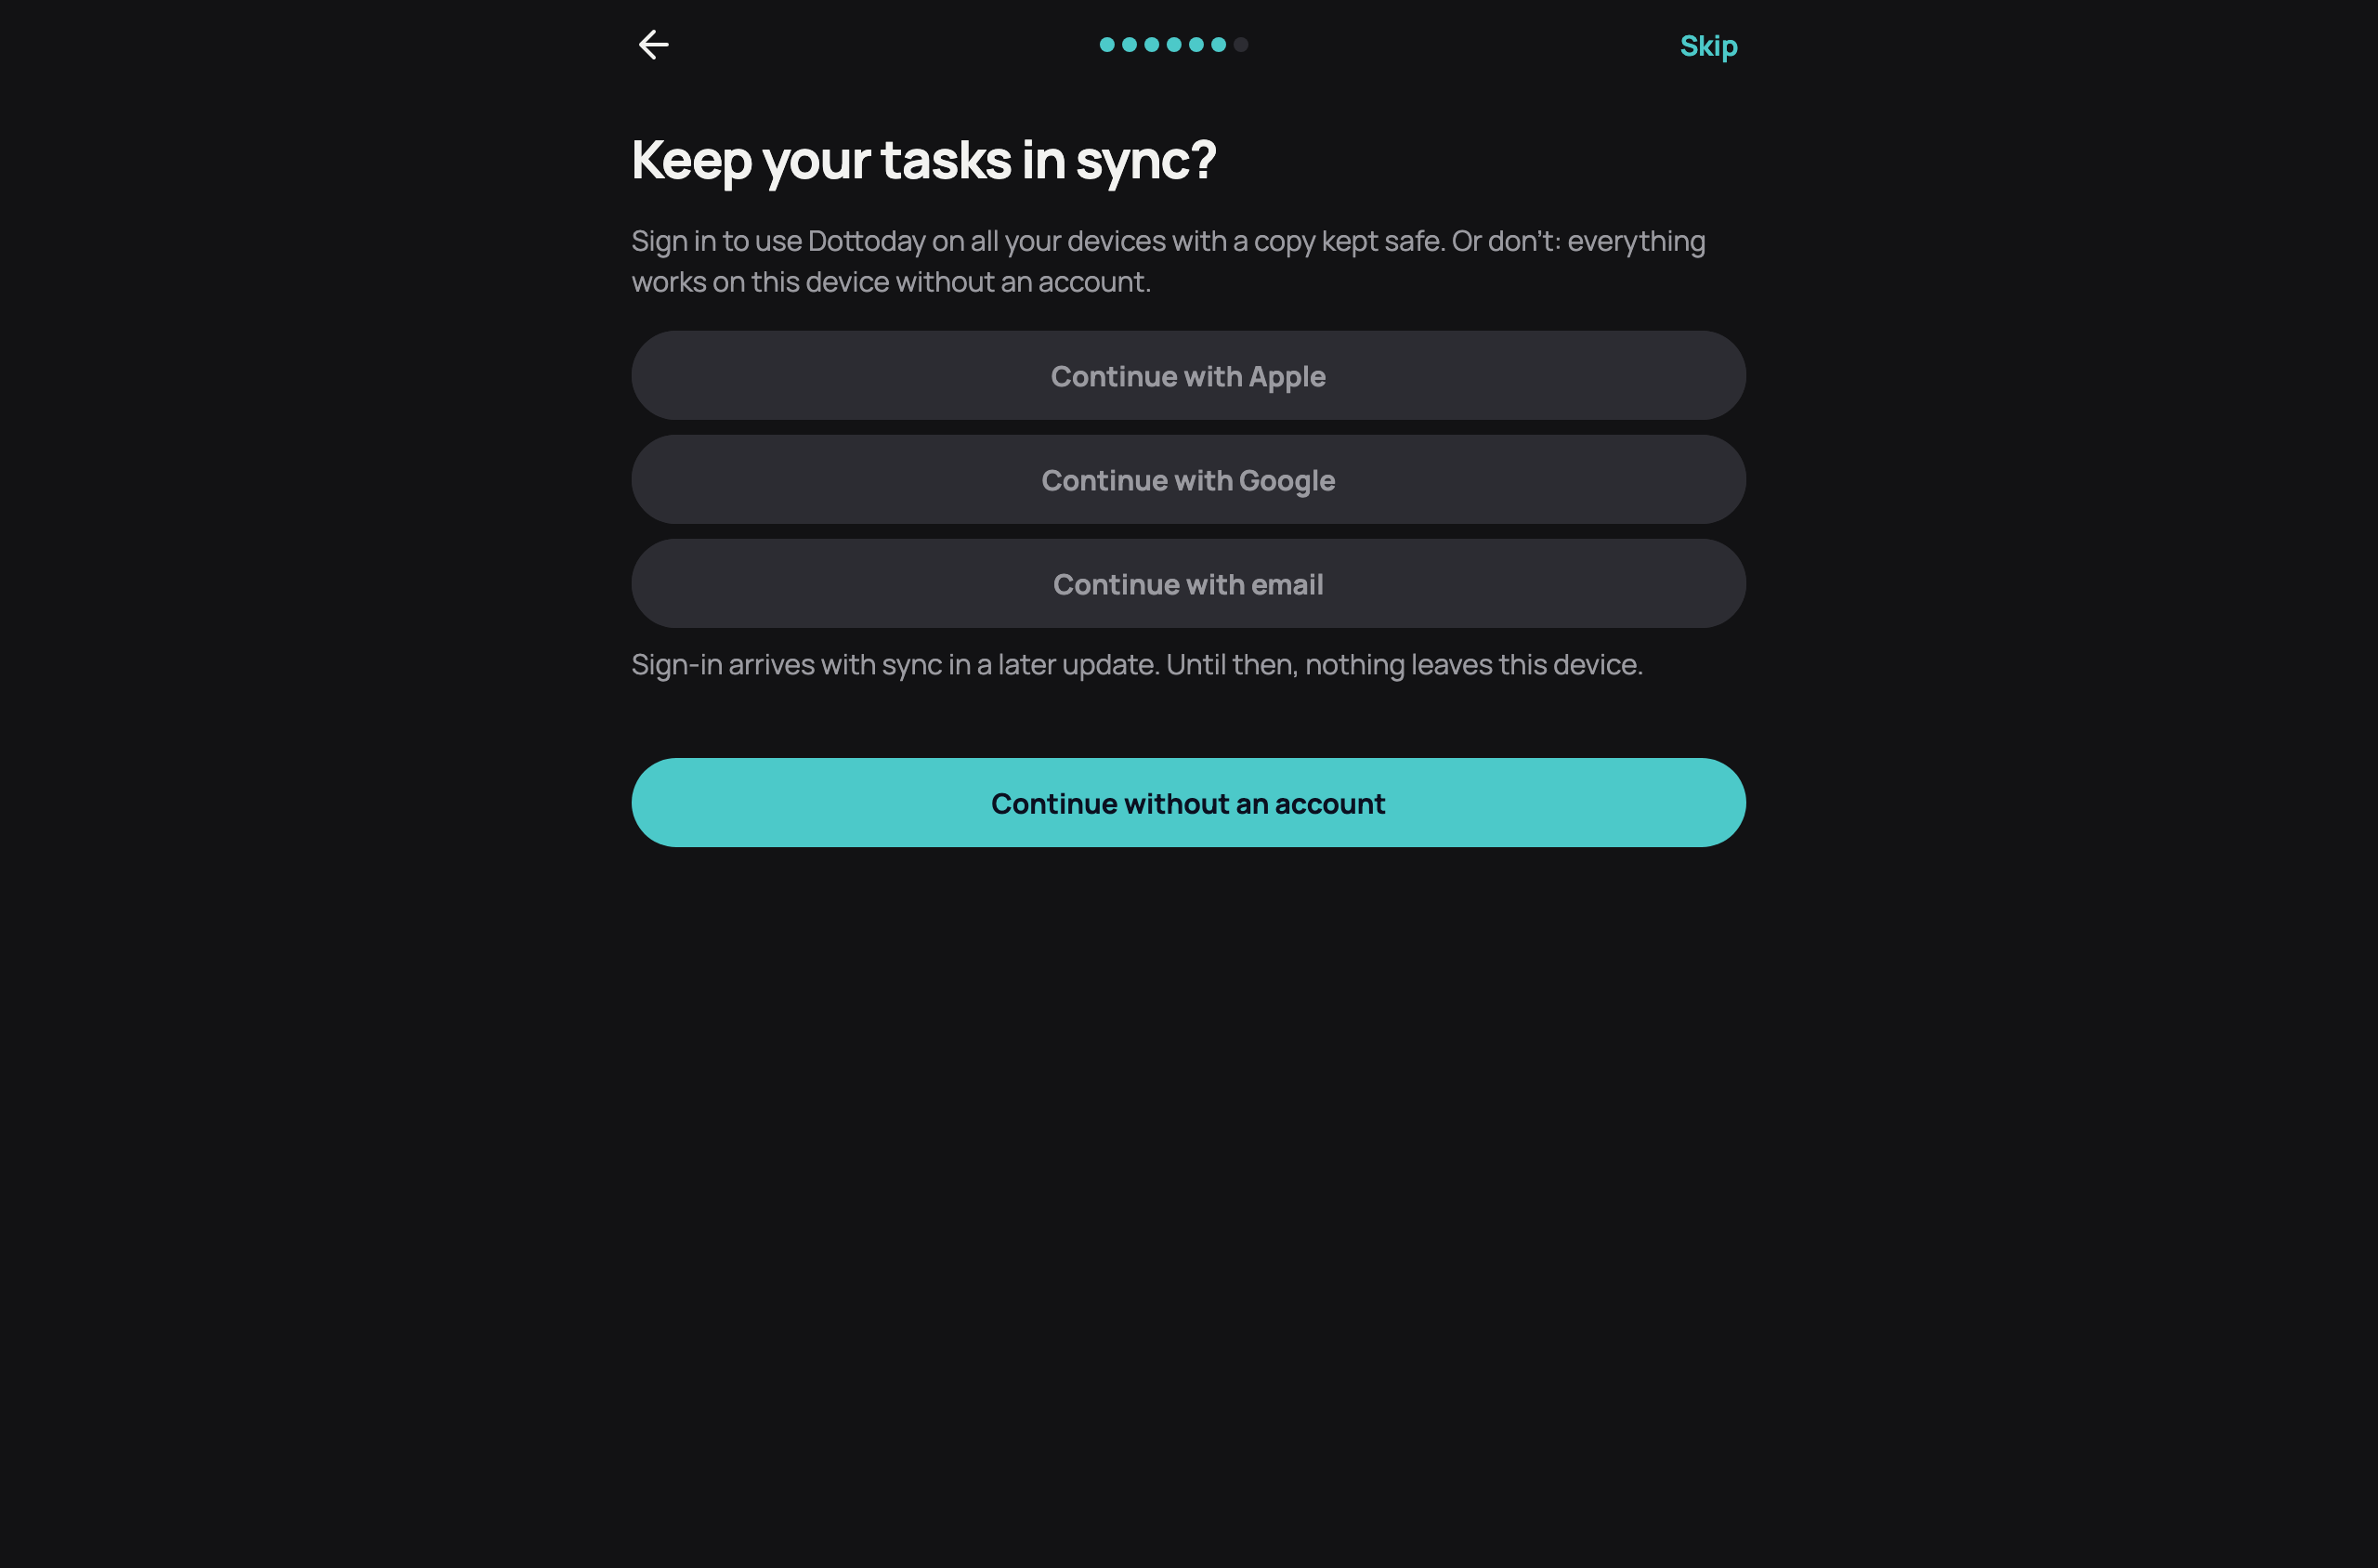 Skip
Keep your tasks in sync?
Sign in to use Dottoday on all your devices with a copy kept safe. Or don’t: everything
works on this device without an account.
Continue with Apple
Continue with Google
Continue with email
Sign-in arrives with sync in a later update. Until then, nothing leaves this device.
Continue without an account